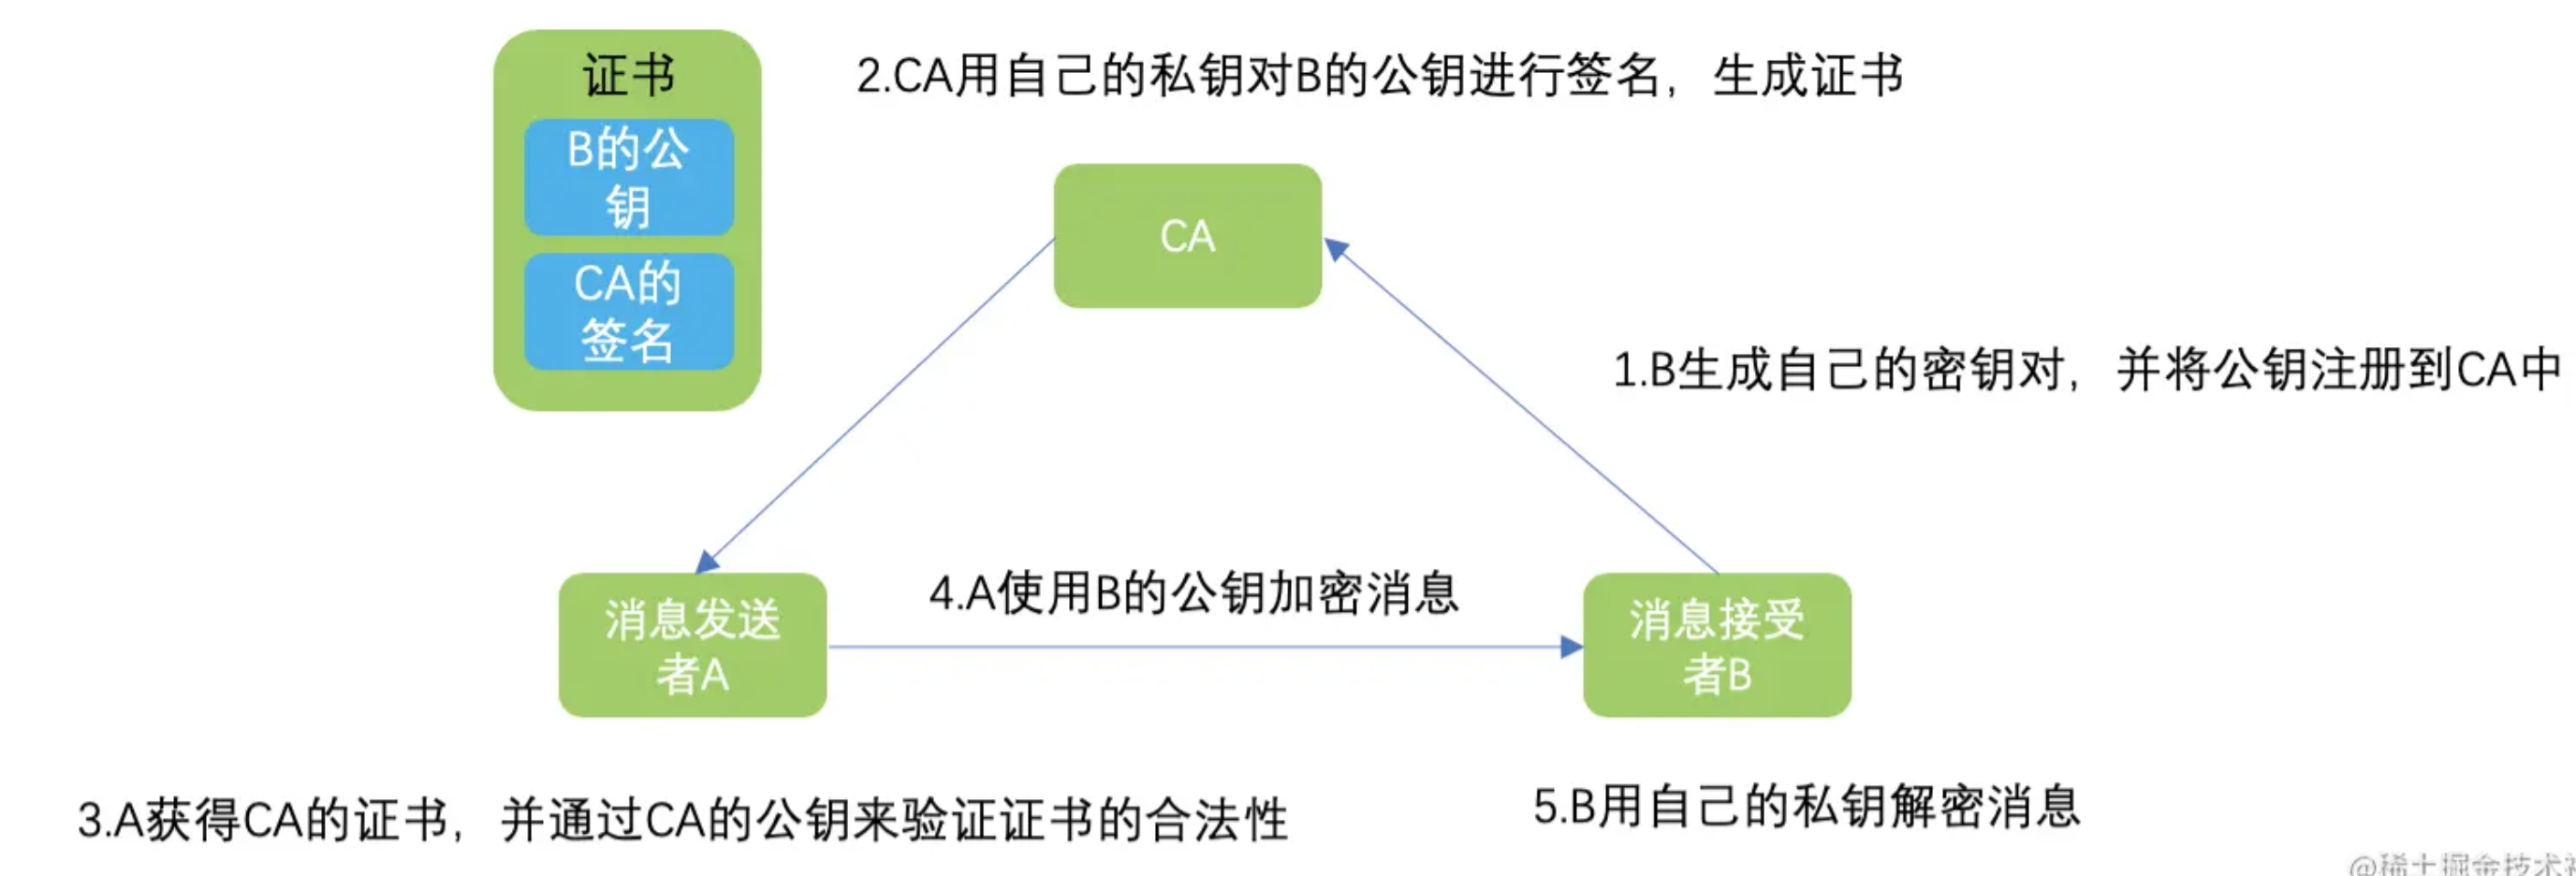 证书
B的公
钥
CA的
签名
2.CA用自己的私钥对B的公钥进行签名，生成证书
CA
1.B生成自己的密钥对，并将公钥注册到CA中
消息发送
者A
4.A使用B的公钥加密消息
消息接受
者B
3.A获得CA的证书，并通过CA的公钥来验证证书的合法性
5.B用自己的私钥解密消息
@稀土掘金技术